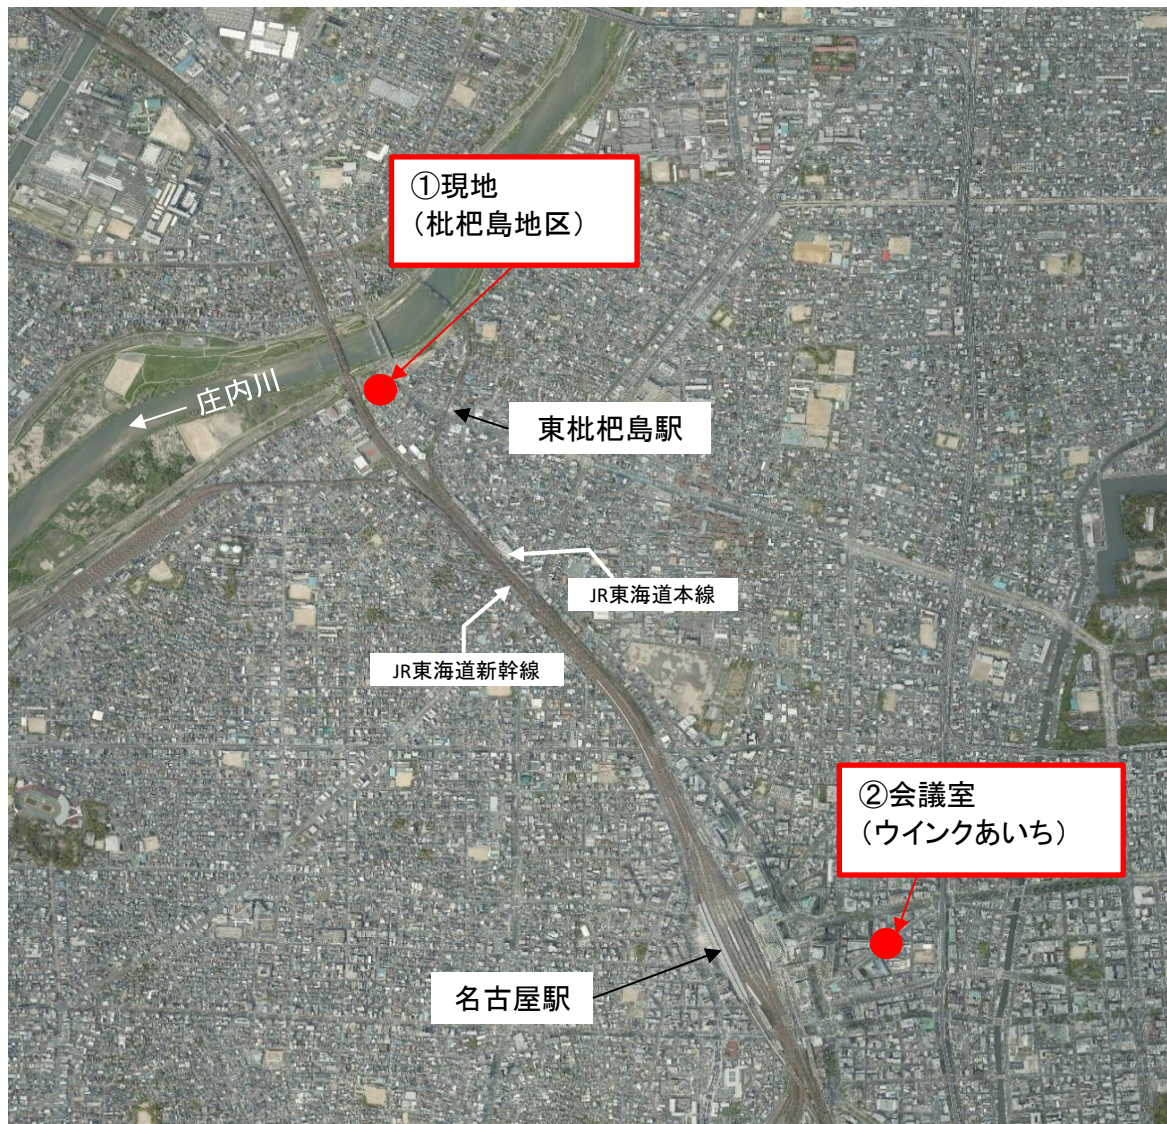 ①現地
（枇杷島地区）
庄内川
東枇杷島駅
JR東海道本線
JR東海道新幹線
②会議室
（ウインクあいち）
名古屋駅